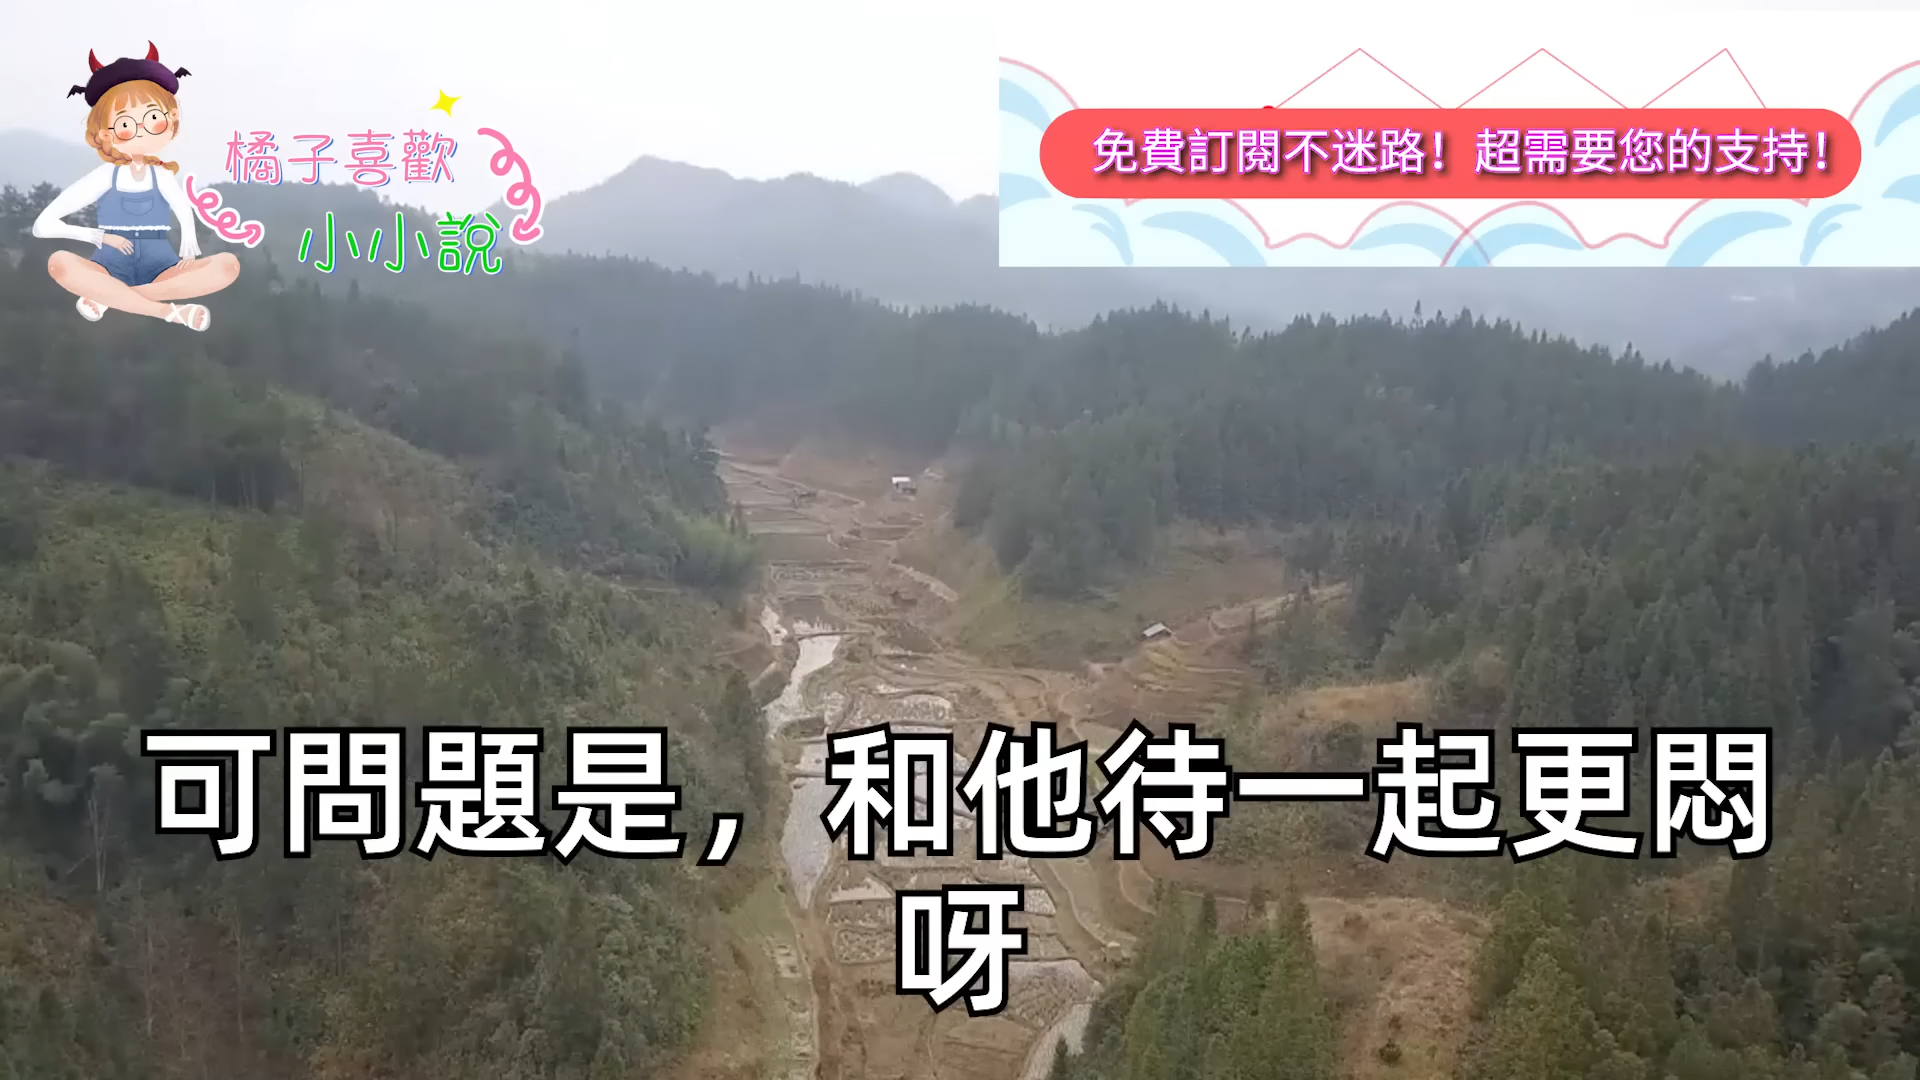 橘子喜歡
小小說
免費訂閱不迷路！超需要您的支持！
可問題是，和他待一起更悶
呀